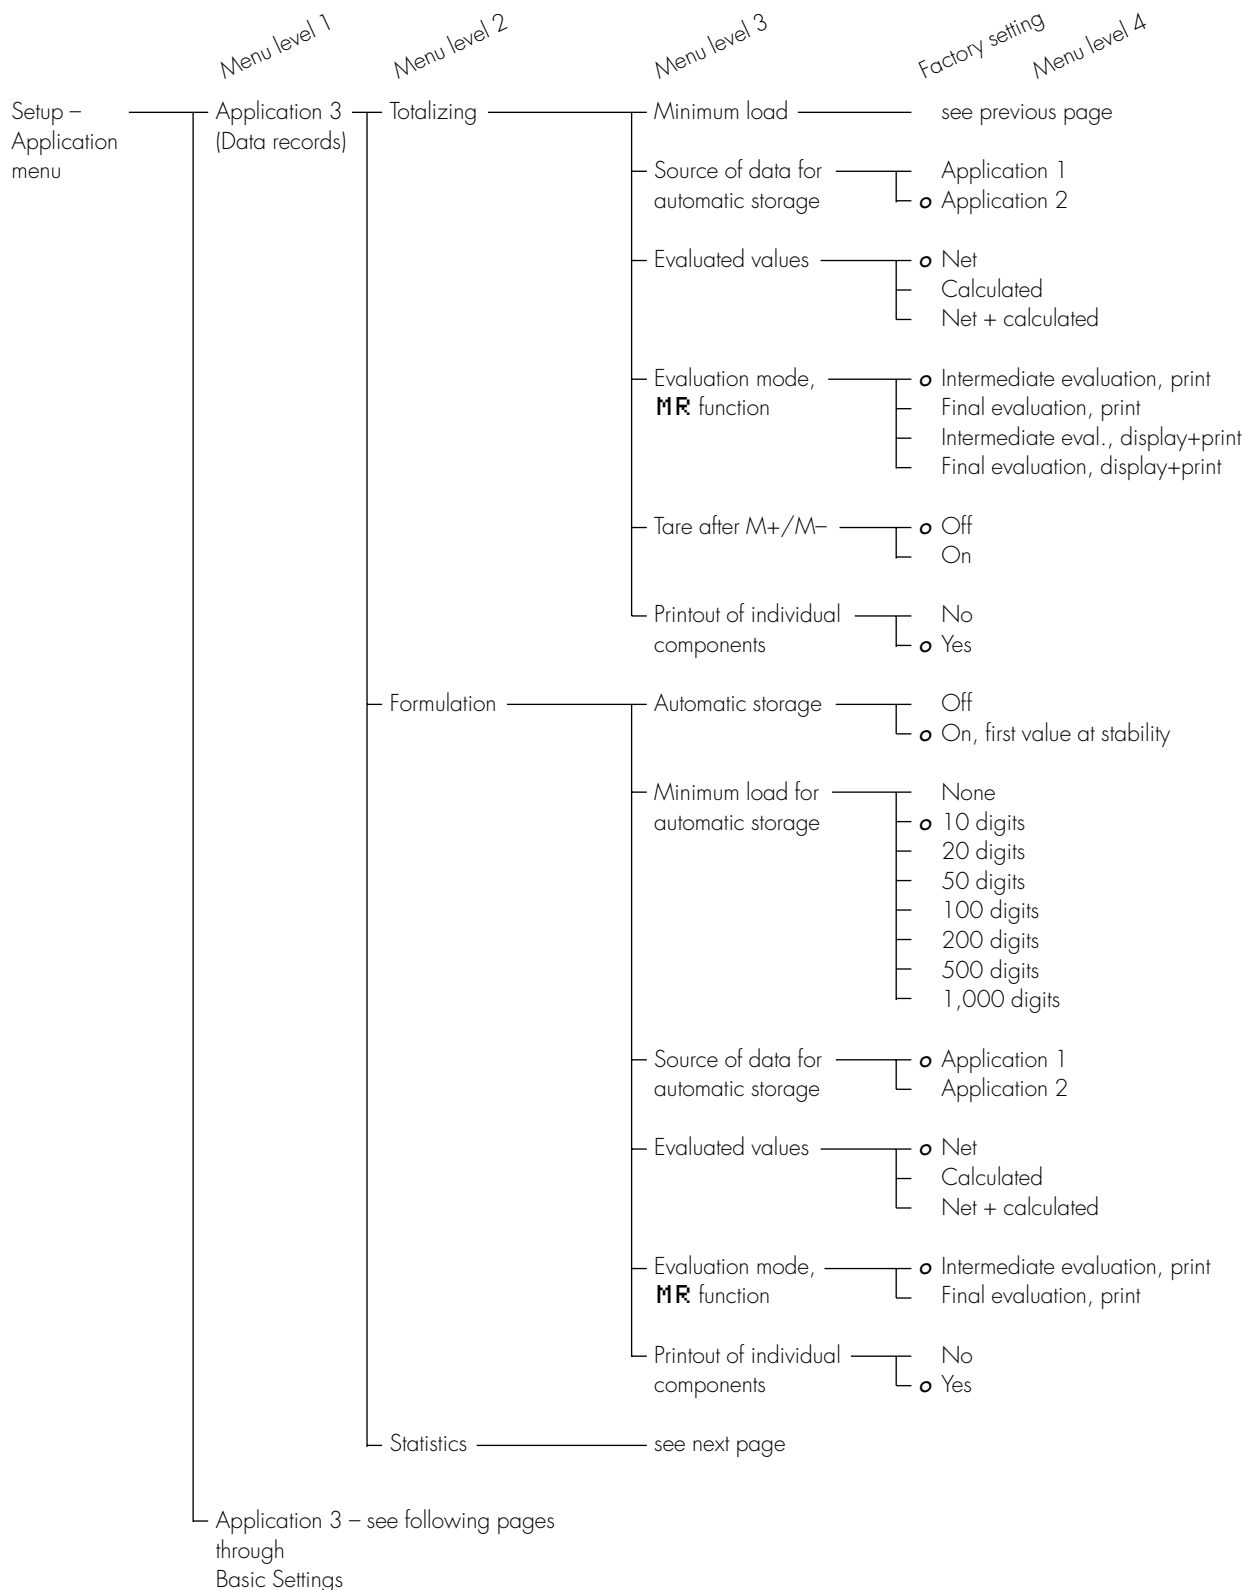 Menu level 1
Menu level 2
Menu level 3
Factory setting
Menu level 4
Setup –
Application
menu
Application 3
(Data records)
Totalizing
Minimum load
see previous page
Source of data for
automatic storage
Application 1
o Application 2
Evaluated values
o Net
Calculated
Net + calculated
Evaluation mode,
MR function
o Intermediate evaluation, print
Final evaluation, print
Intermediate eval., display+print
Final evaluation, display+print
Tare after M+/M–
o Off
On
Printout of individual
components
No
o Yes
Formulation
Automatic storage
Off
o On, first value at stability
Minimum load for
automatic storage
None
o 10 digits
20 digits
50 digits
100 digits
200 digits
500 digits
1,000 digits
Source of data for
automatic storage
o Application 1
Application 2
Evaluated values
o Net
Calculated
Net + calculated
Evaluation mode,
MR function
o Intermediate evaluation, print
Final evaluation, print
Printout of individual
components
No
o Yes
Statistics
see next page
Application 3 – see following pages
through
Basic Settings